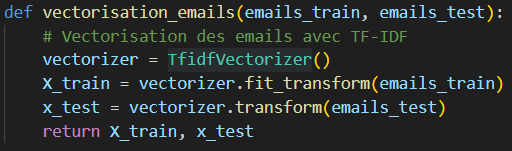 def vectorisation_emails(emails_train, emails_test):
    # Vectorisation des emails avec TF-IDF
    vectorizer = TfidfVectorizer()
    X_train = vectorizer.fit_transform(emails_train)
    x_test = vectorizer.transform(emails_test)
    return X_train, x_test